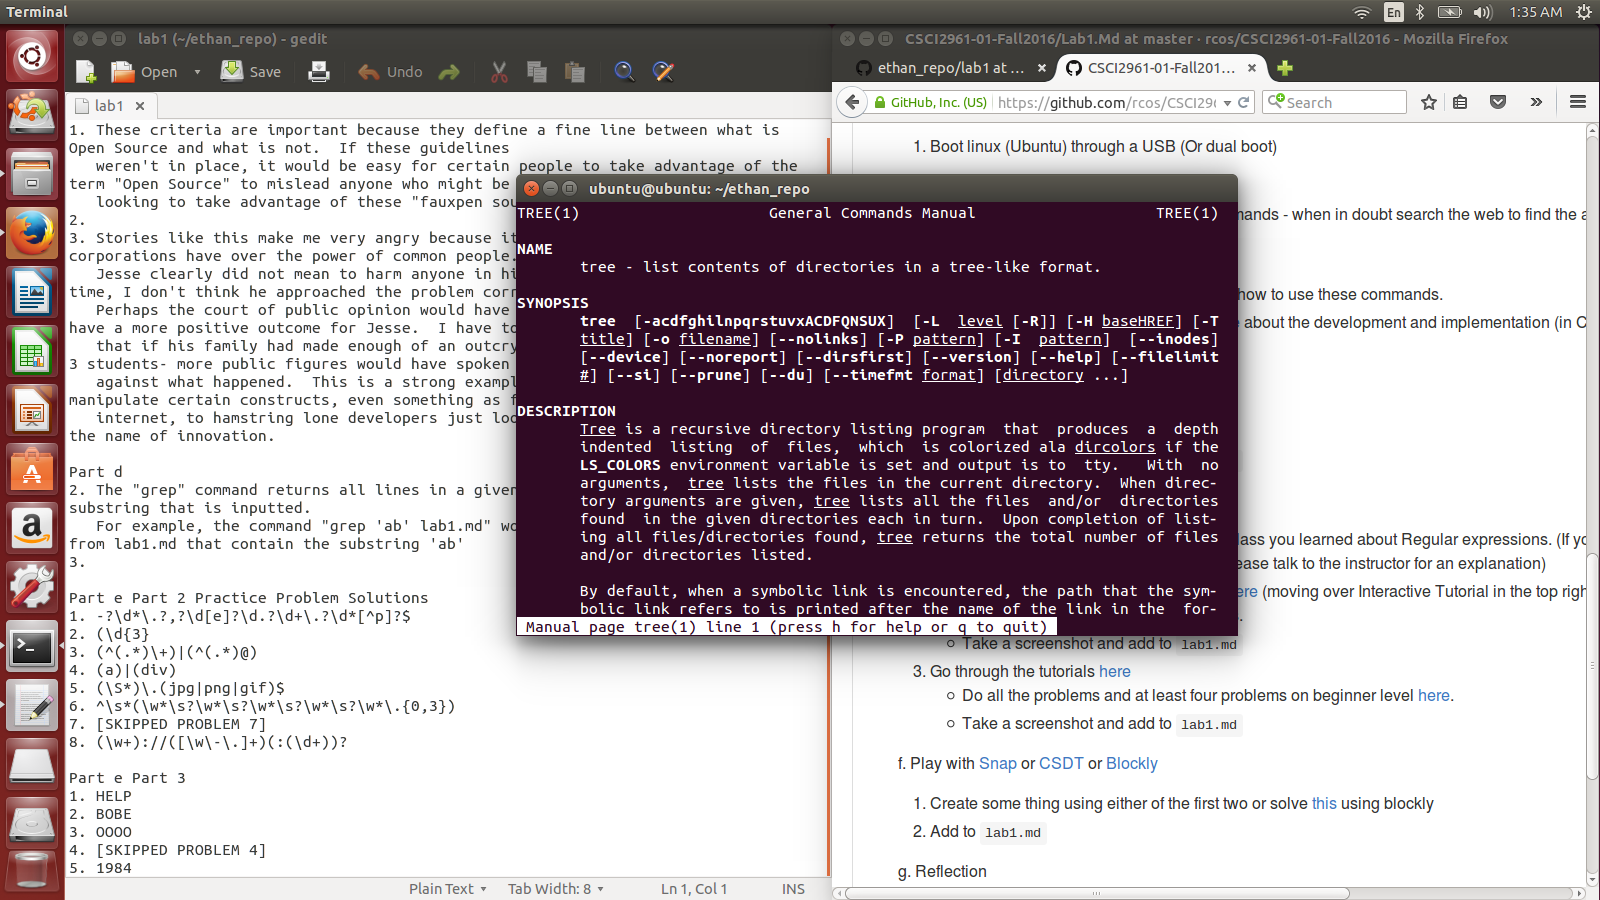 Terminal
En
1:35 AM
lab1 (~/ethan_repo) - gedit
Open
Save
Undo
lab1
1. These criteria are important because they define a fine line between what is
Open Source and what is not.  If these guidelines
weren't in place, it would be easy for certain people to take advantage of the
term "Open Source" to mislead anyone who might be
looking to take advantage of these "fauxpen sou
2.
3. Stories like this make me very angry because it
corporations have over the power of common people.
Jesse clearly did not mean to harm anyone in hi
time, I don't think he approached the problem corr
Perhaps the court of public opinion would have
have a more positive outcome for Jesse.  I have to
that if his family had made enough of an outcry
3 students- more public figures would have spoken
against what happened.  This is a strong exampl
manipulate certain constructs, even something as f
internet, to hamstring lone developers just loo
the name of innovation.
Part d
2. The "grep" command returns all lines in a given
substring that is inputted.
For example, the command "grep 'ab' lab1.md" wo
from lab1.md that contain the substring 'ab'
3.
Part e Part 2 Practice Problem Solutions
1. -?\d*\.?,?\d[e]?\d.?\d+\.?\d*[^p]?$
2. (\d{3}
3. (^(.*)\+)|(^(.*)@)
4. (a)|(div)
5. (\S*)\.(jpg|png|gif)$
6. ^\s*(\w*\s?\w*\s?\w*\s?\w*\s?\w*\.{0,3})
7. [SKIPPED PROBLEM 7]
8. (\w+)://([\w\-\.]+)(:(\d+))?
Part e Part 3
1. HELP
2. BOBE
3. OOOO
4. [SKIPPED PROBLEM 4]
5. 1984
Plain Text
Tab Width: 8
Ln 1, Col 1
INS
ubuntu@ubuntu: ~/ethan_repo
TREE(1) General Commands Manual TREE(1)
NAME
tree - list contents of directories in a tree-like format.
SYNOPSIS
tree [-acdfghilnpqrstuvxACDFQNSUX] [-L level [-R]] [-H baseHREF] [-T
title] [-o filename] [--nolinks] [-P pattern] [-I pattern] [--inodes]
[--device] [--noreport] [--dirsfirst] [--version] [--help] [--filelimit
#] [--si] [--prune] [--du] [--timefmt format] [directory ...]
DESCRIPTION
Tree is a recursive directory listing program that produces a depth
indented listing of files, which is colorized ala dircolors if the
LS_COLORS environment variable is set and output is to tty. With no
arguments, tree lists the files in the current directory. When direc-
tory arguments are given, tree lists all the files and/or directories
found in the given directories each in turn. Upon completion of list-
ing all files/directories found, tree returns the total number of files
and/or directories listed.
By default, when a symbolic link is encountered, the path that the sym-
bolic link refers to is printed after the name of the link in the for-
Manual page tree(1) line 1 (press h for help or q to quit)
CSCI2961-01-Fall2016/Lab1.Md at master · rcos/CSCI2961-01-Fall2016 - Mozilla Firefox
ethan_repo/lab1 at ...
CSCI2961-01-Fall201...
GitHub, Inc. (US)
https://github.com/rcos/CSCI29
Search
1. Boot linux (Ubuntu) through a USB (Or dual boot)
mands - when in doubt search the web to find the a
how to use these commands.
about the development and implementation (in C
lass you learned about Regular expressions. (If yo
ease talk to the instructor for an explanation)
ere (moving over Interactive Tutorial in the top righ
Take a screenshot and add to lab1.md
3. Go through the tutorials here
Do all the problems and at least four problems on beginner level here.
Take a screenshot and add to lab1.md
f. Play with Snap or CSDT or Blockly
1. Create some thing using either of the first two or solve this using blockly
2. Add to lab1.md
g. Reflection